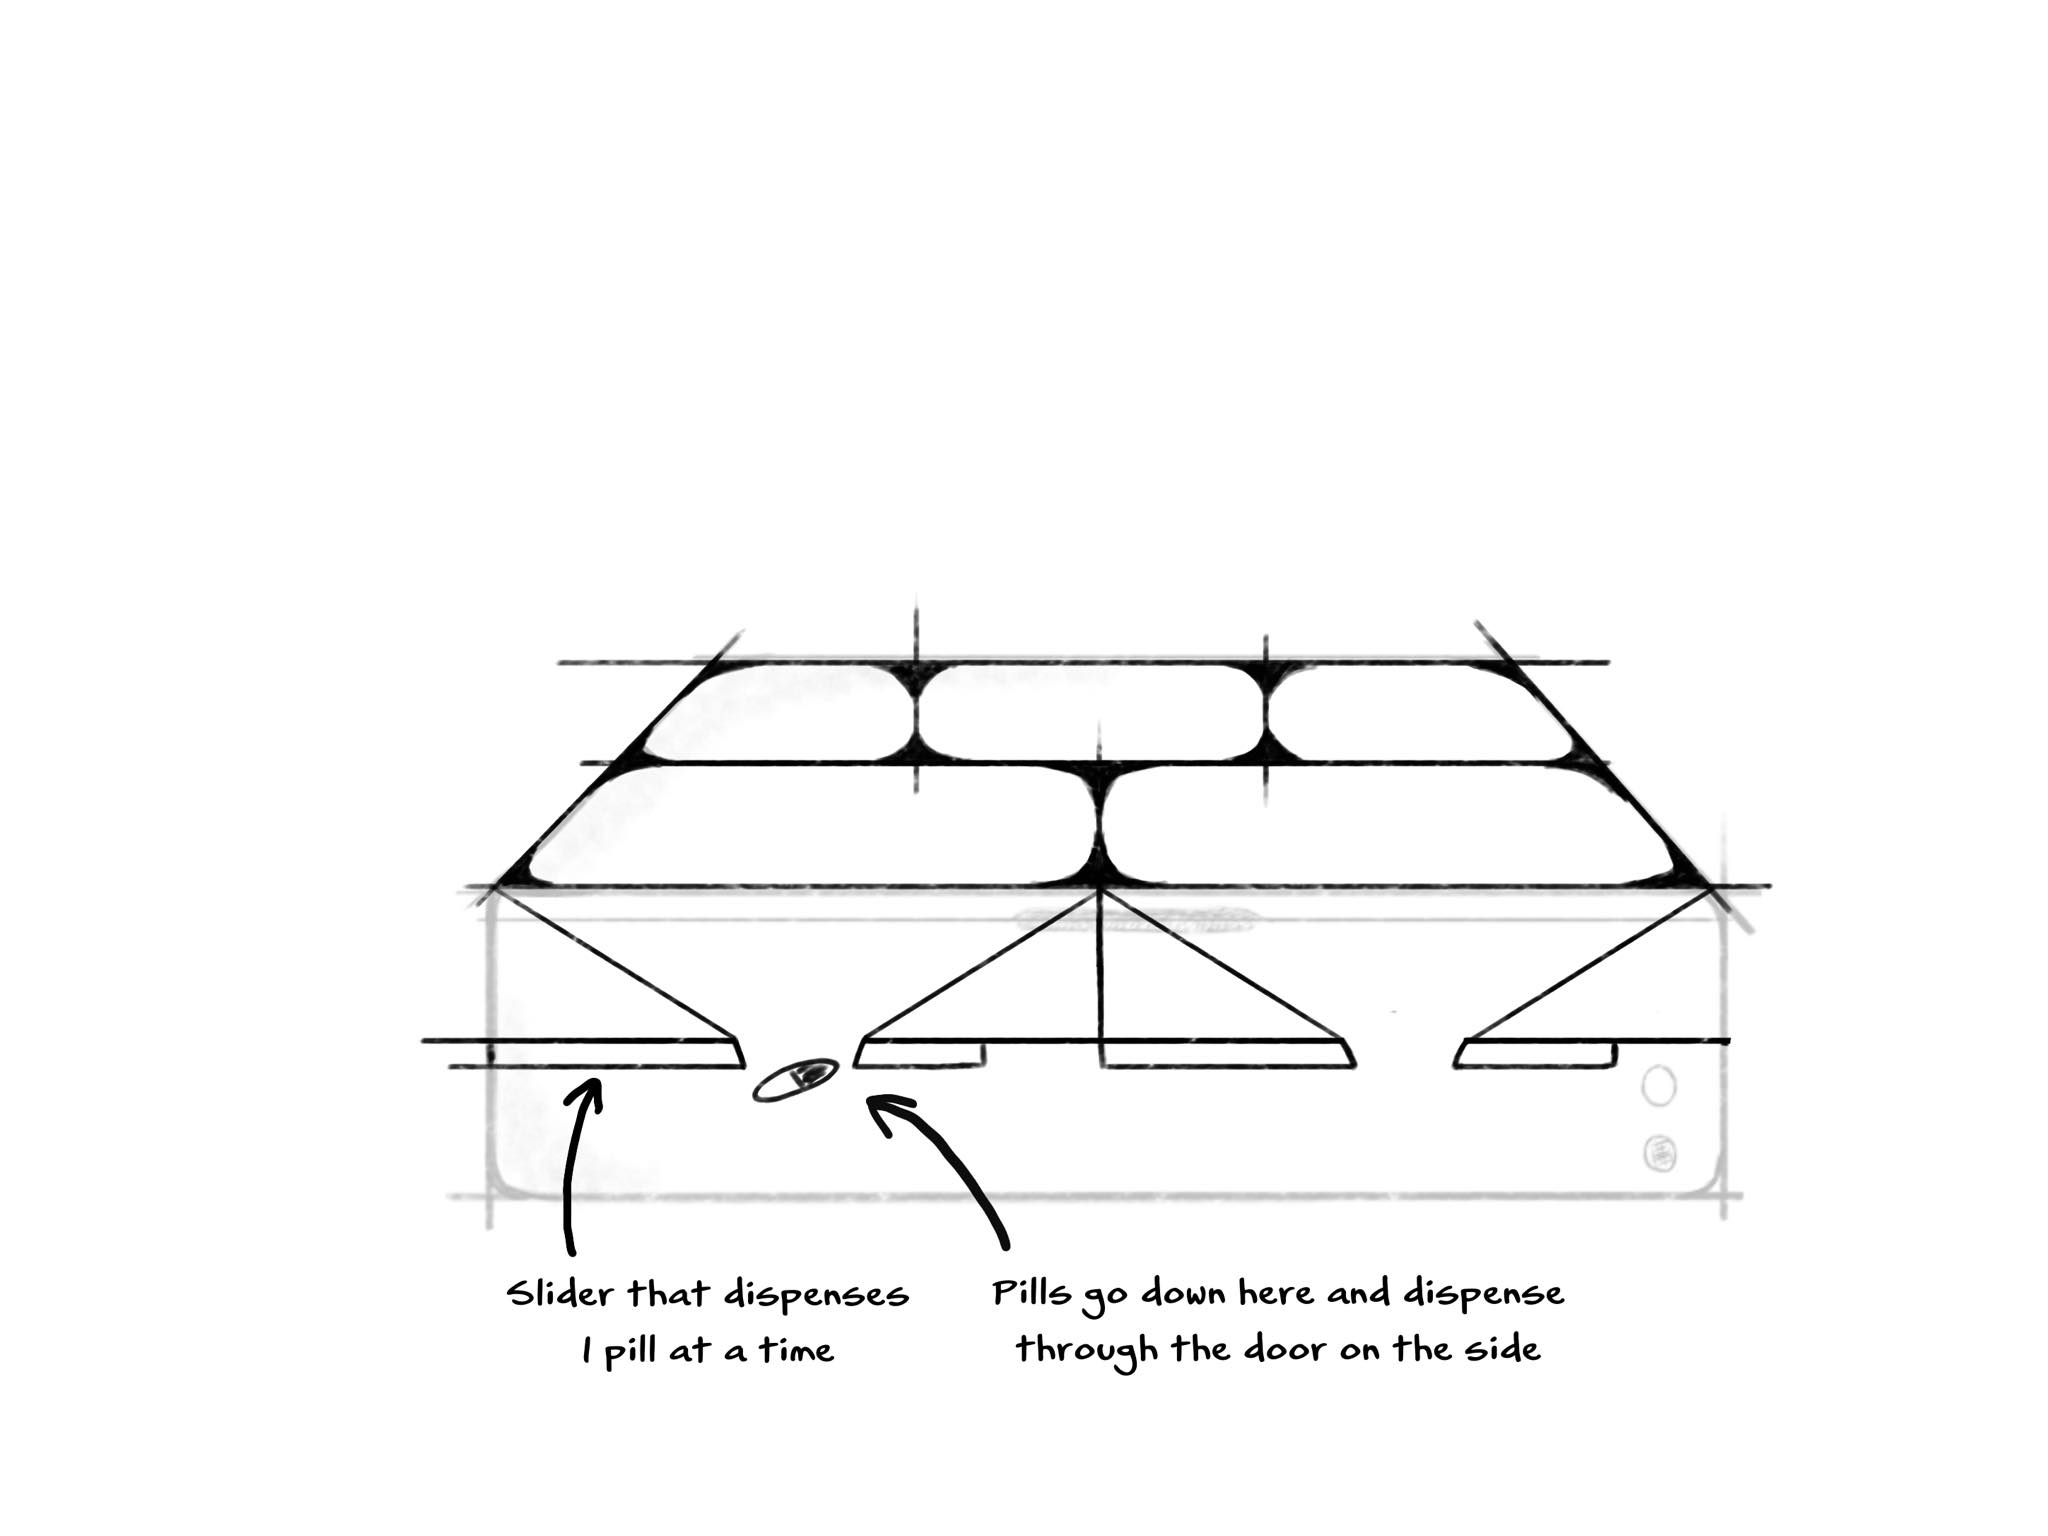 Slider that dispenses
1 pill at a time
Pills go down here and dispense
through the door on the side